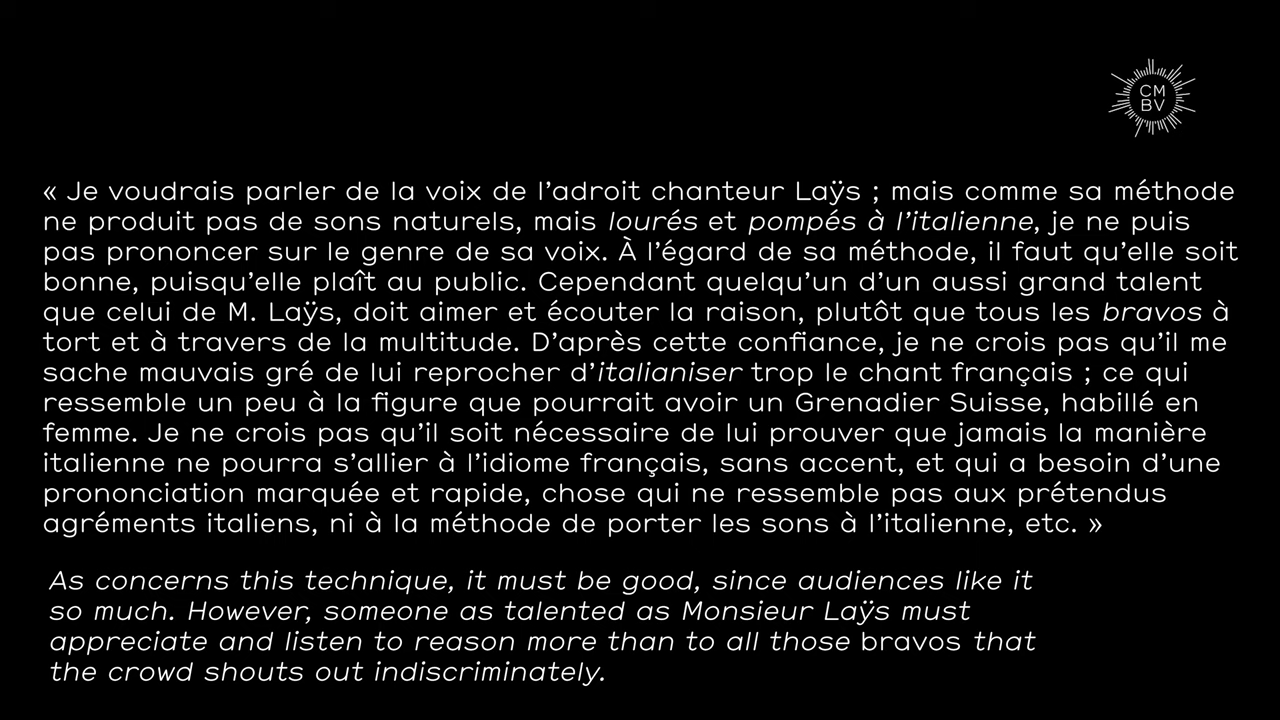 CM
BV
« Je voudrais parler de la voix de l’adroit chanteur Laÿs ; mais comme sa méthode
ne produit pas de sons naturels, mais lourés et pompés à l’italienne, je ne puis
pas prononcer sur le genre de sa voix. À l’égard de sa méthode, il faut qu’elle soit
bonne, puisqu’elle plaît au public. Cependant quelqu’un d’un aussi grand talent
que celui de M. Laÿs, doit aimer et écouter la raison, plutôt que tous les bravos à
tort et à travers de la multitude. D’après cette confiance, je ne crois pas qu’il me
sache mauvais gré de lui reprocher d’italianiser trop le chant français ; ce qui
ressemble un peu à la figure que pourrait avoir un Grenadier Suisse, habillé en
femme. Je ne crois pas qu’il soit nécessaire de lui prouver que jamais la manière
italienne ne pourra s’allier à l’idiome français, sans accent, et qui a besoin d’une
prononciation marquée et rapide, chose qui ne ressemble pas aux prétendus
agréments italiens, ni à la méthode de porter les sons à l’italienne, etc. »
As concerns this technique, it must be good, since audiences like it
so much. However, someone as talented as Monsieur Laÿs must
appreciate and listen to reason more than to all those bravos that
the crowd shouts out indiscriminately.